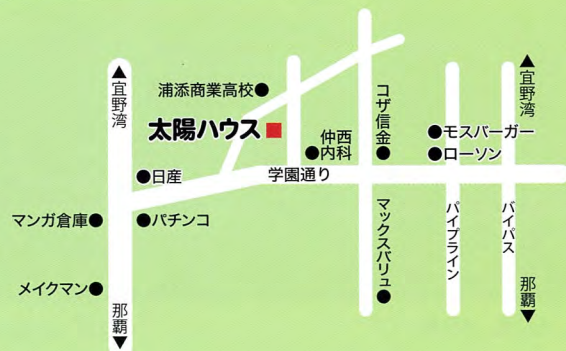 ▲宜野湾
▲宜野湾
浦添商業高校●
コザ信金●
太陽ハウス■
仲西
●内科
●モスバーガー
●ローソン
学園通り
●日産
マンガ倉庫●
●パチンコ
マックスバリュ●
パイプライン
バイパス
メイクマン●
那覇▼
那覇▼